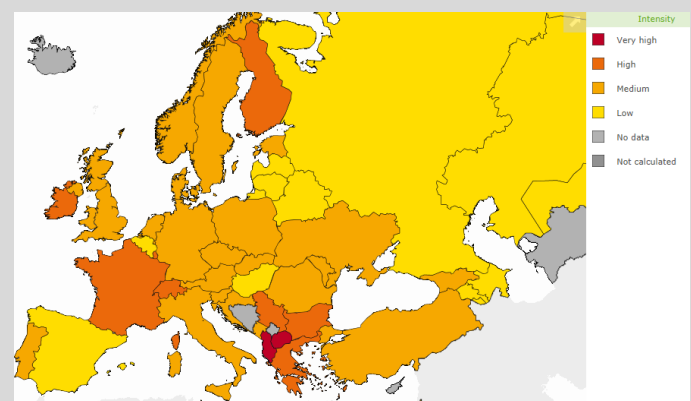 Intensity
Very high
High
Medium
Low
No data
Not calculated